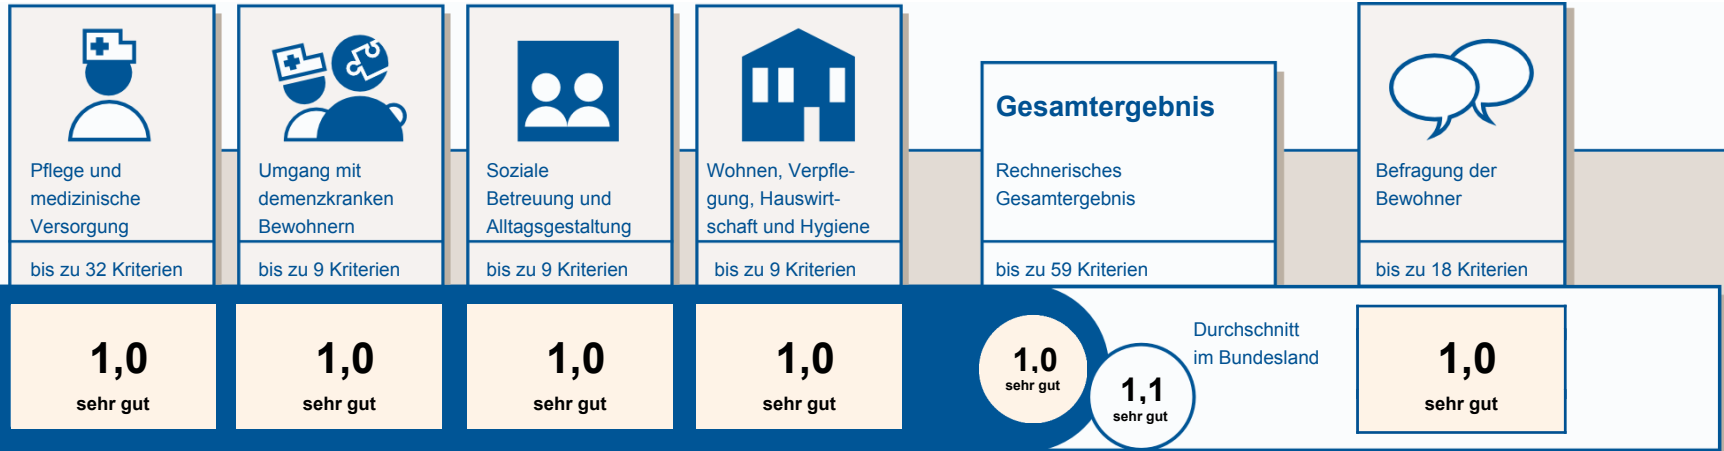 Pflege und
medizinische
Versorgung
bis zu 32 Kriterien
1,0
sehr gut
Umgang mit
demenzkranken
Bewohnern
bis zu 9 Kriterien
1,0
sehr gut
Soziale
Betreuung und
Alltagsgestaltung
bis zu 9 Kriterien
1,0
sehr gut
Wohnen, Verpfle-
gung, Hauswirt-
schaft und Hygiene
bis zu 9 Kriterien
1,0
sehr gut
Gesamtergebnis
Rechnerisches
Gesamtergebnis
bis zu 59 Kriterien
1,0
sehr gut
1,1
sehr gut
Durchschnitt
im Bundesland
Befragung der
Bewohner
bis zu 18 Kriterien
1,0
sehr gut